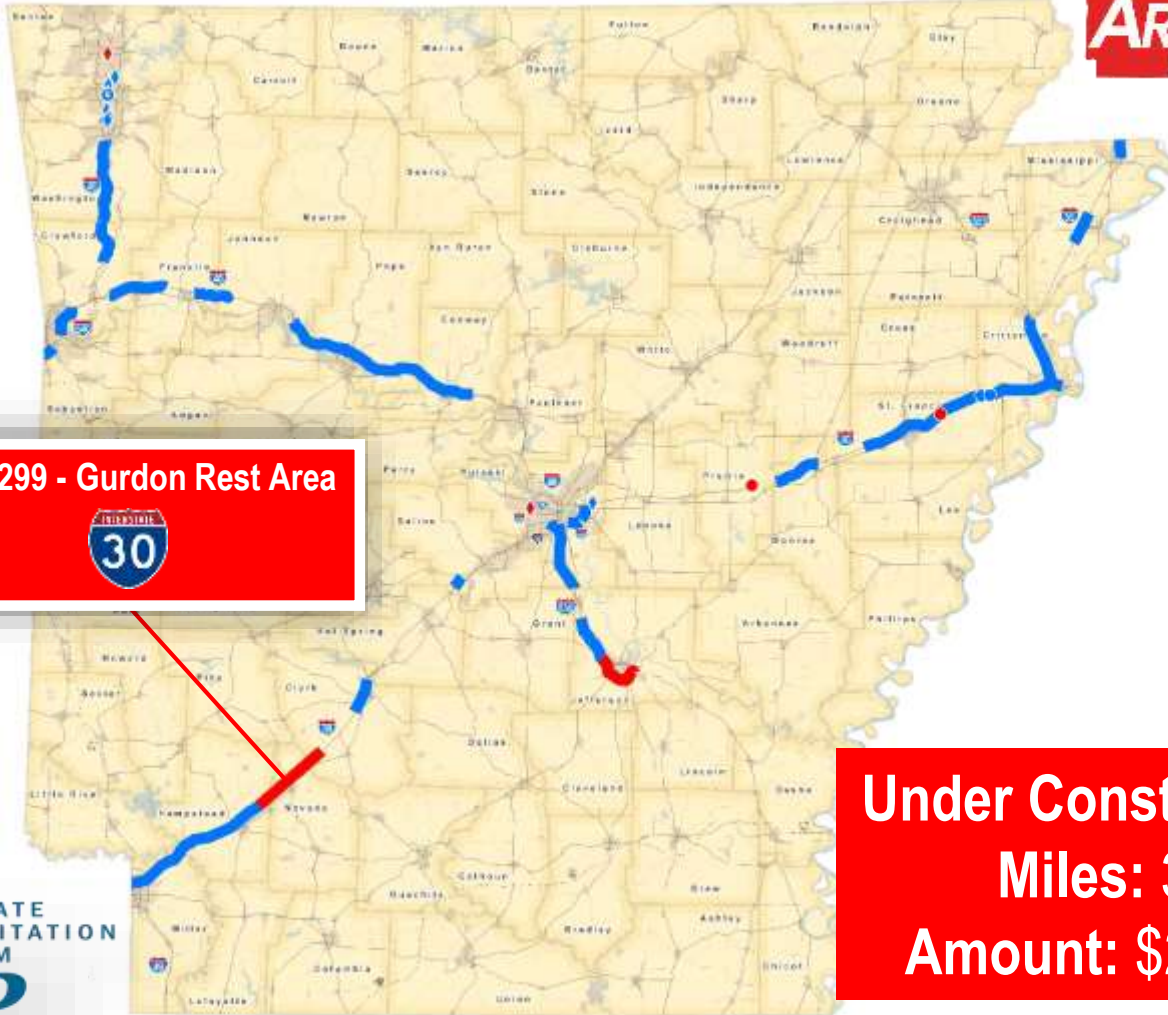 AR
299 - Gurdon Rest Area
INTERSTATE
30
Under Const
Miles: 3
Amount: $2
ATE
ITATION
M
Benton
Boone
Marion
Fulton
Randolph
Clay
Carroll
Baxter
Sharp
Greene
Izard
Lawrence
Mississippi
Madison
Searcy
Stone
Independence
Washington
Newton
Craighead
Crawford
Johnson
Van Buren
Cleburne
Franklin
Pope
Jackson
Poinsett
Conway
Cross
Crittenden
White
Woodruff
Sebastian
Logan
Faulkner
St. Francis
Perry
Pulaski
Prairie
Saline
Lonoke
Lee
Monroe
Hot Spring
Grant
Arkansas
Phillips
Howard
Pike
Clark
Sevier
Jefferson
Dallas
Lincoln
Cleveland
Desha
Little River
Hempstead
Nevada
Calhoun
Ouachita
Drew
Ashley
Miller
Bradley
Columbia
Chicot
Lafayette
Union